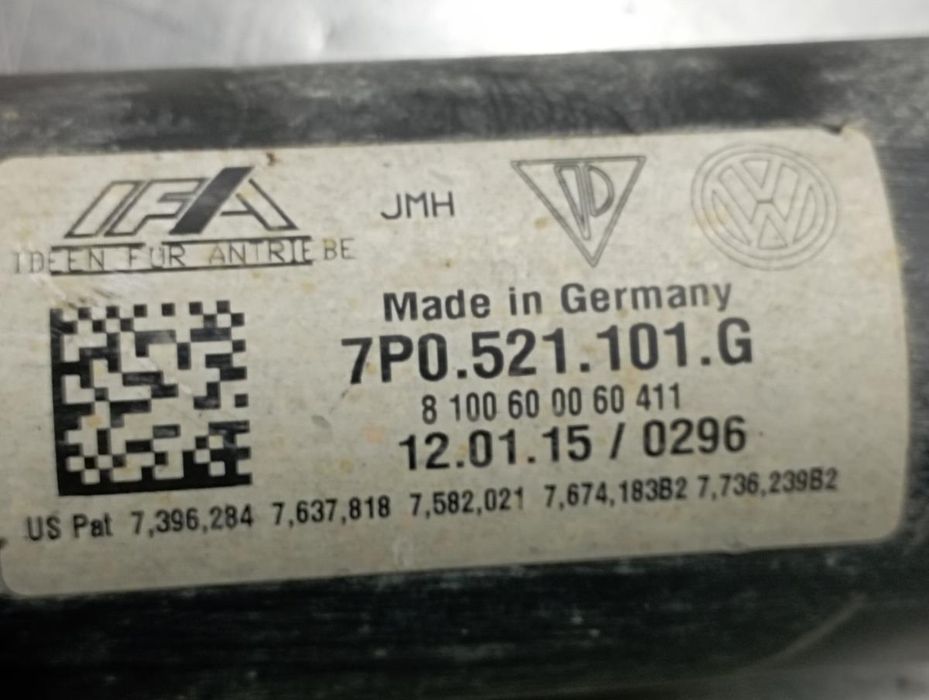 IFA JMH VW
IDEEN FÜR ANTRIEBE
Made in Germany
7P0.521.101.G
8 100 60 00 60 411
12.01.15 / 0296
US Pat 7,396,284 7,637,818 7,582,021 7,674,183B2 7,736,239B2